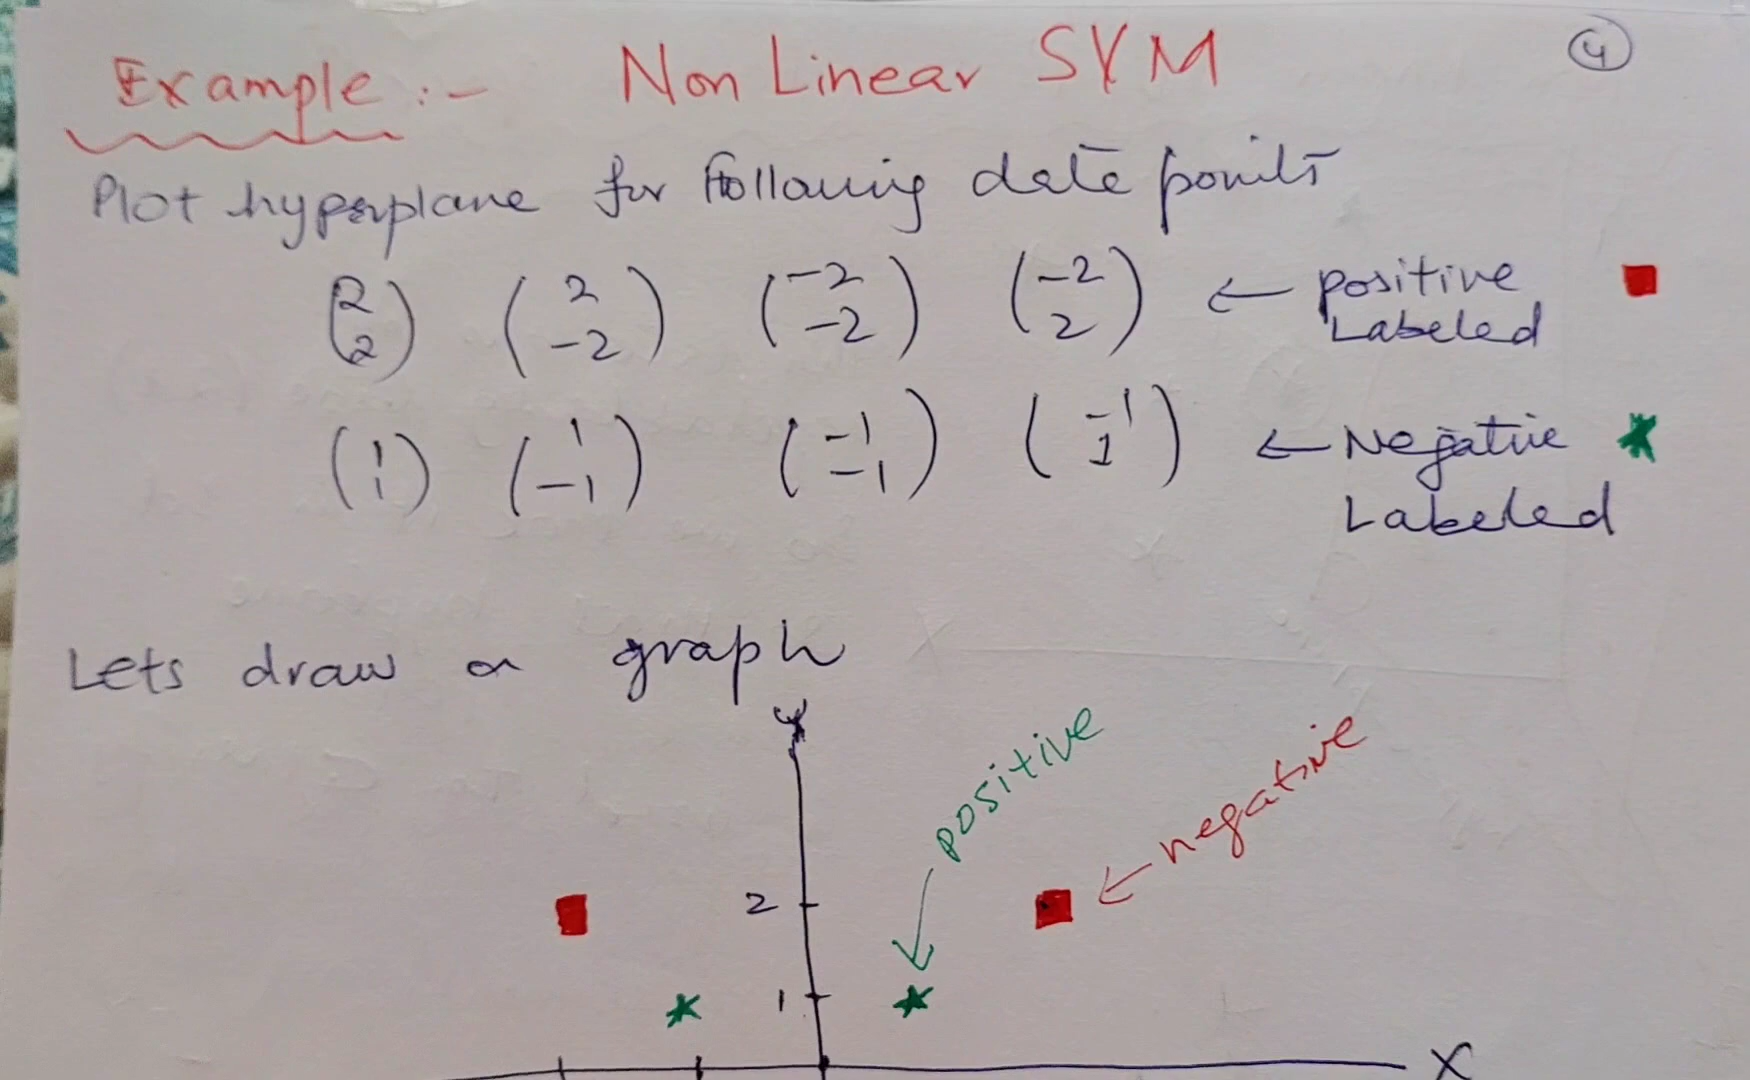 Example :- Non Linear SVM
4
Plot hyperplane for following data points
(2 2) (2 -2) (-2 -2) (-2 2) ← positive Labeled
(1 1) (1 -1) (-1 -1) (-1 1) ← Negative Labeled
Lets draw on graph
Y
positive
negative
2
1
X